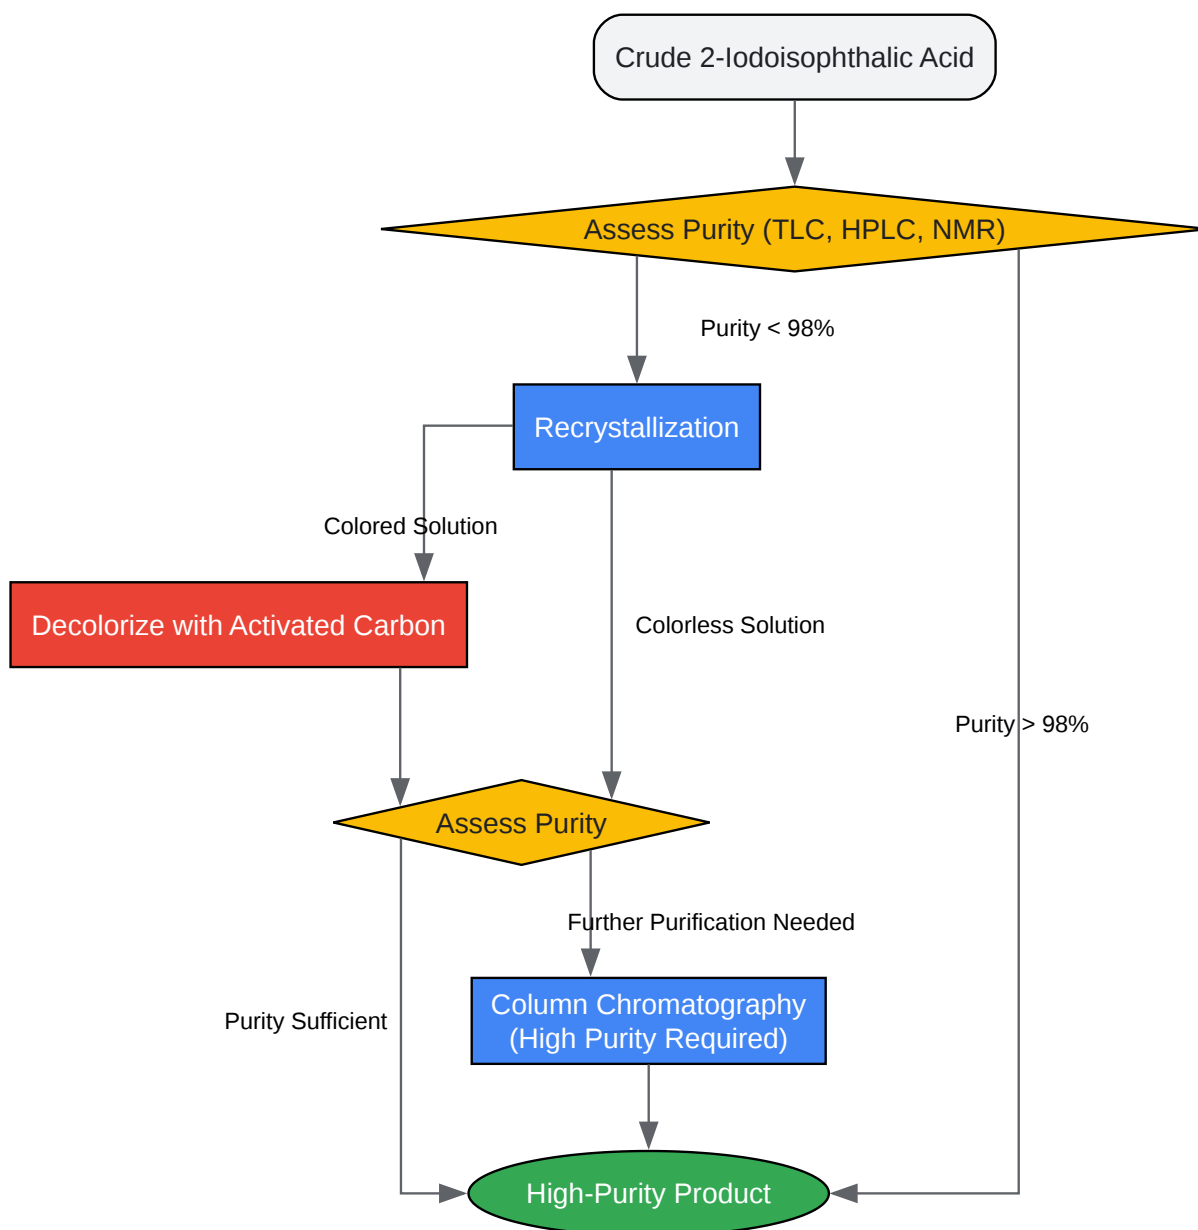 Crude 2-Iodoisophthalic Acid
Assess Purity (TLC, HPLC, NMR)
Purity < 98%
Recrystallization
Colored Solution
Decolorize with Activated Carbon
Colorless Solution
Purity > 98%
Assess Purity
Further Purification Needed
Column Chromatography
(High Purity Required)
Purity Sufficient
High-Purity Product